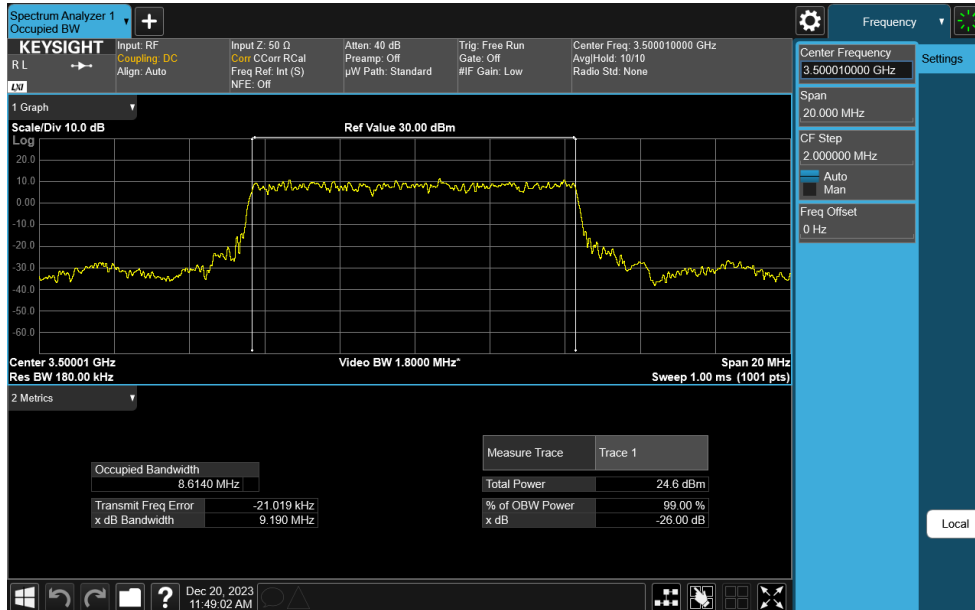 Spectrum Analyzer 1
Occupied BW
Frequency
KEYSIGHT
R L
LXI
Input: RF
Coupling: DC
Align: Auto
Input Z: 50 Ω
Corr CCorr RCal
Freq Ref: Int (S)
NFE: Off
Atten: 40 dB
Preamp: Off
µW Path: Standard
Trig: Free Run
Gate: Off
#IF Gain: Low
Center Freq: 3.500010000 GHz
Avg|Hold: 10/10
Radio Std: None
Center Frequency
3.500010000 GHz
Settings
Span
20.000 MHz
CF Step
2.000000 MHz
Auto
Man
Freq Offset
0 Hz
Local
1 Graph
Scale/Div 10.0 dB
Ref Value 30.00 dBm
Log
20.0
10.0
0.00
-10.0
-20.0
-30.0
-40.0
-50.0
-60.0
Center 3.50001 GHz
Video BW 1.8000 MHz*
Span 20 MHz
Res BW 180.00 kHz
Sweep 1.00 ms (1001 pts)
2 Metrics
Measure Trace Trace 1
Occupied Bandwidth
8.6140 MHz
Total Power 24.6 dBm
Transmit Freq Error -21.019 kHz
% of OBW Power 99.00 %
x dB Bandwidth 9.190 MHz
x dB -26.00 dB
?
Dec 20, 2023
11:49:02 AM